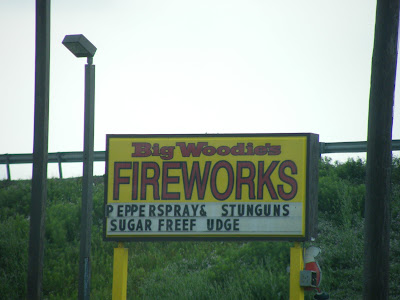 Big Woodie's
FIREWORKS
PEPPERSPRAY& STUNGUNS
SUGAR FREEF UDGE